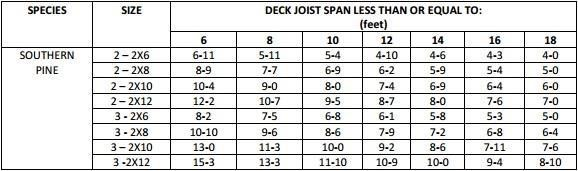 SPECIES SIZE DECK JOIST SPAN LESS THAN OR EQUAL TO:
(feet)
6 8 10 12 14 16 18
SOUTHERN PINE 2 – 2X6 6-11 5-11 5-4 4-10 4-6 4-3 4-0
2 – 2X8 8-9 7-7 6-9 6-2 5-9 5-4 5-0
2 – 2X10 10-4 9-0 8-0 7-4 6-9 6-4 6-0
2 – 2X12 12-2 10-7 9-5 8-7 8-0 7-6 7-0
3 - 2X6 8-2 7-5 6-8 6-1 5-8 5-3 5-0
3 - 2X8 10-10 9-6 8-6 7-9 7-2 6-8 6-4
3 – 2X10 13-0 11-3 10-0 9-2 8-6 7-11 7-6
3 -2X12 15-3 13-3 11-10 10-9 10-0 9-4 8-10